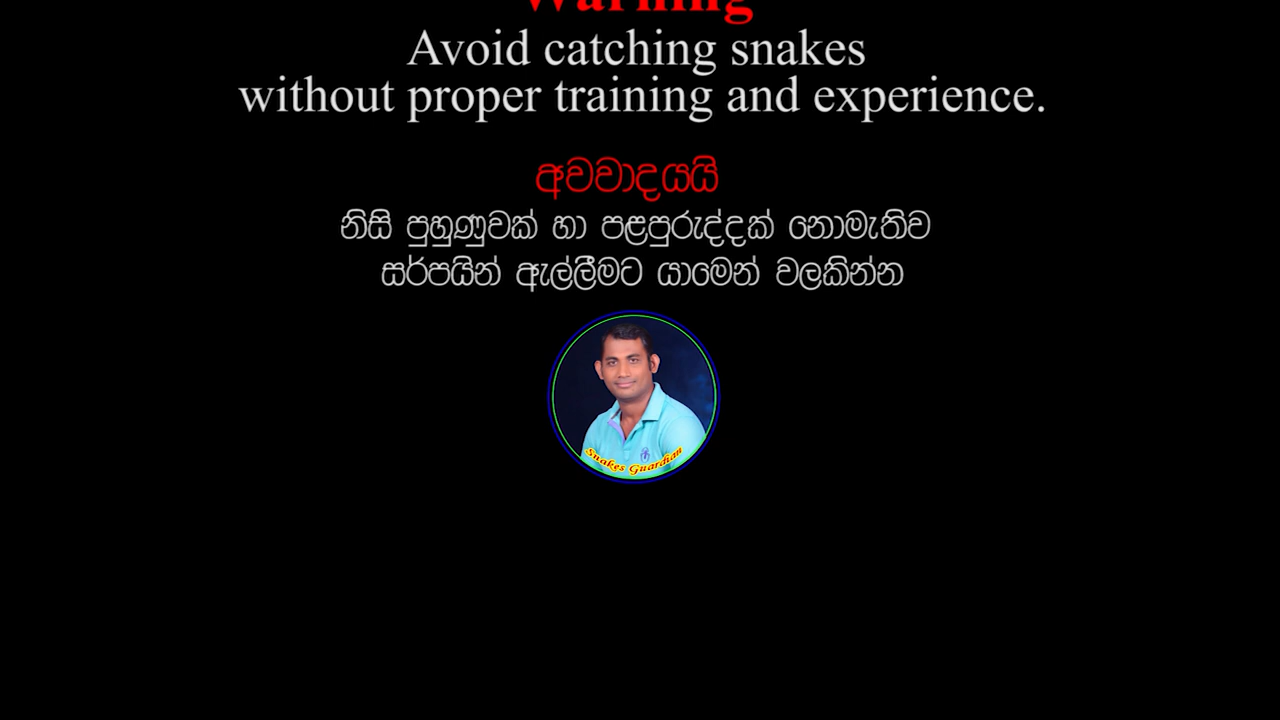 Warning
Avoid catching snakes
without proper training and experience.
අවවාදයයි
නිසි පුහුණුවක් හා පළපුරුද්දක් නොමැතිව
සර්පයින් ඇල්ලීමට යාමෙන් වලකින්න
Snakes Guardian